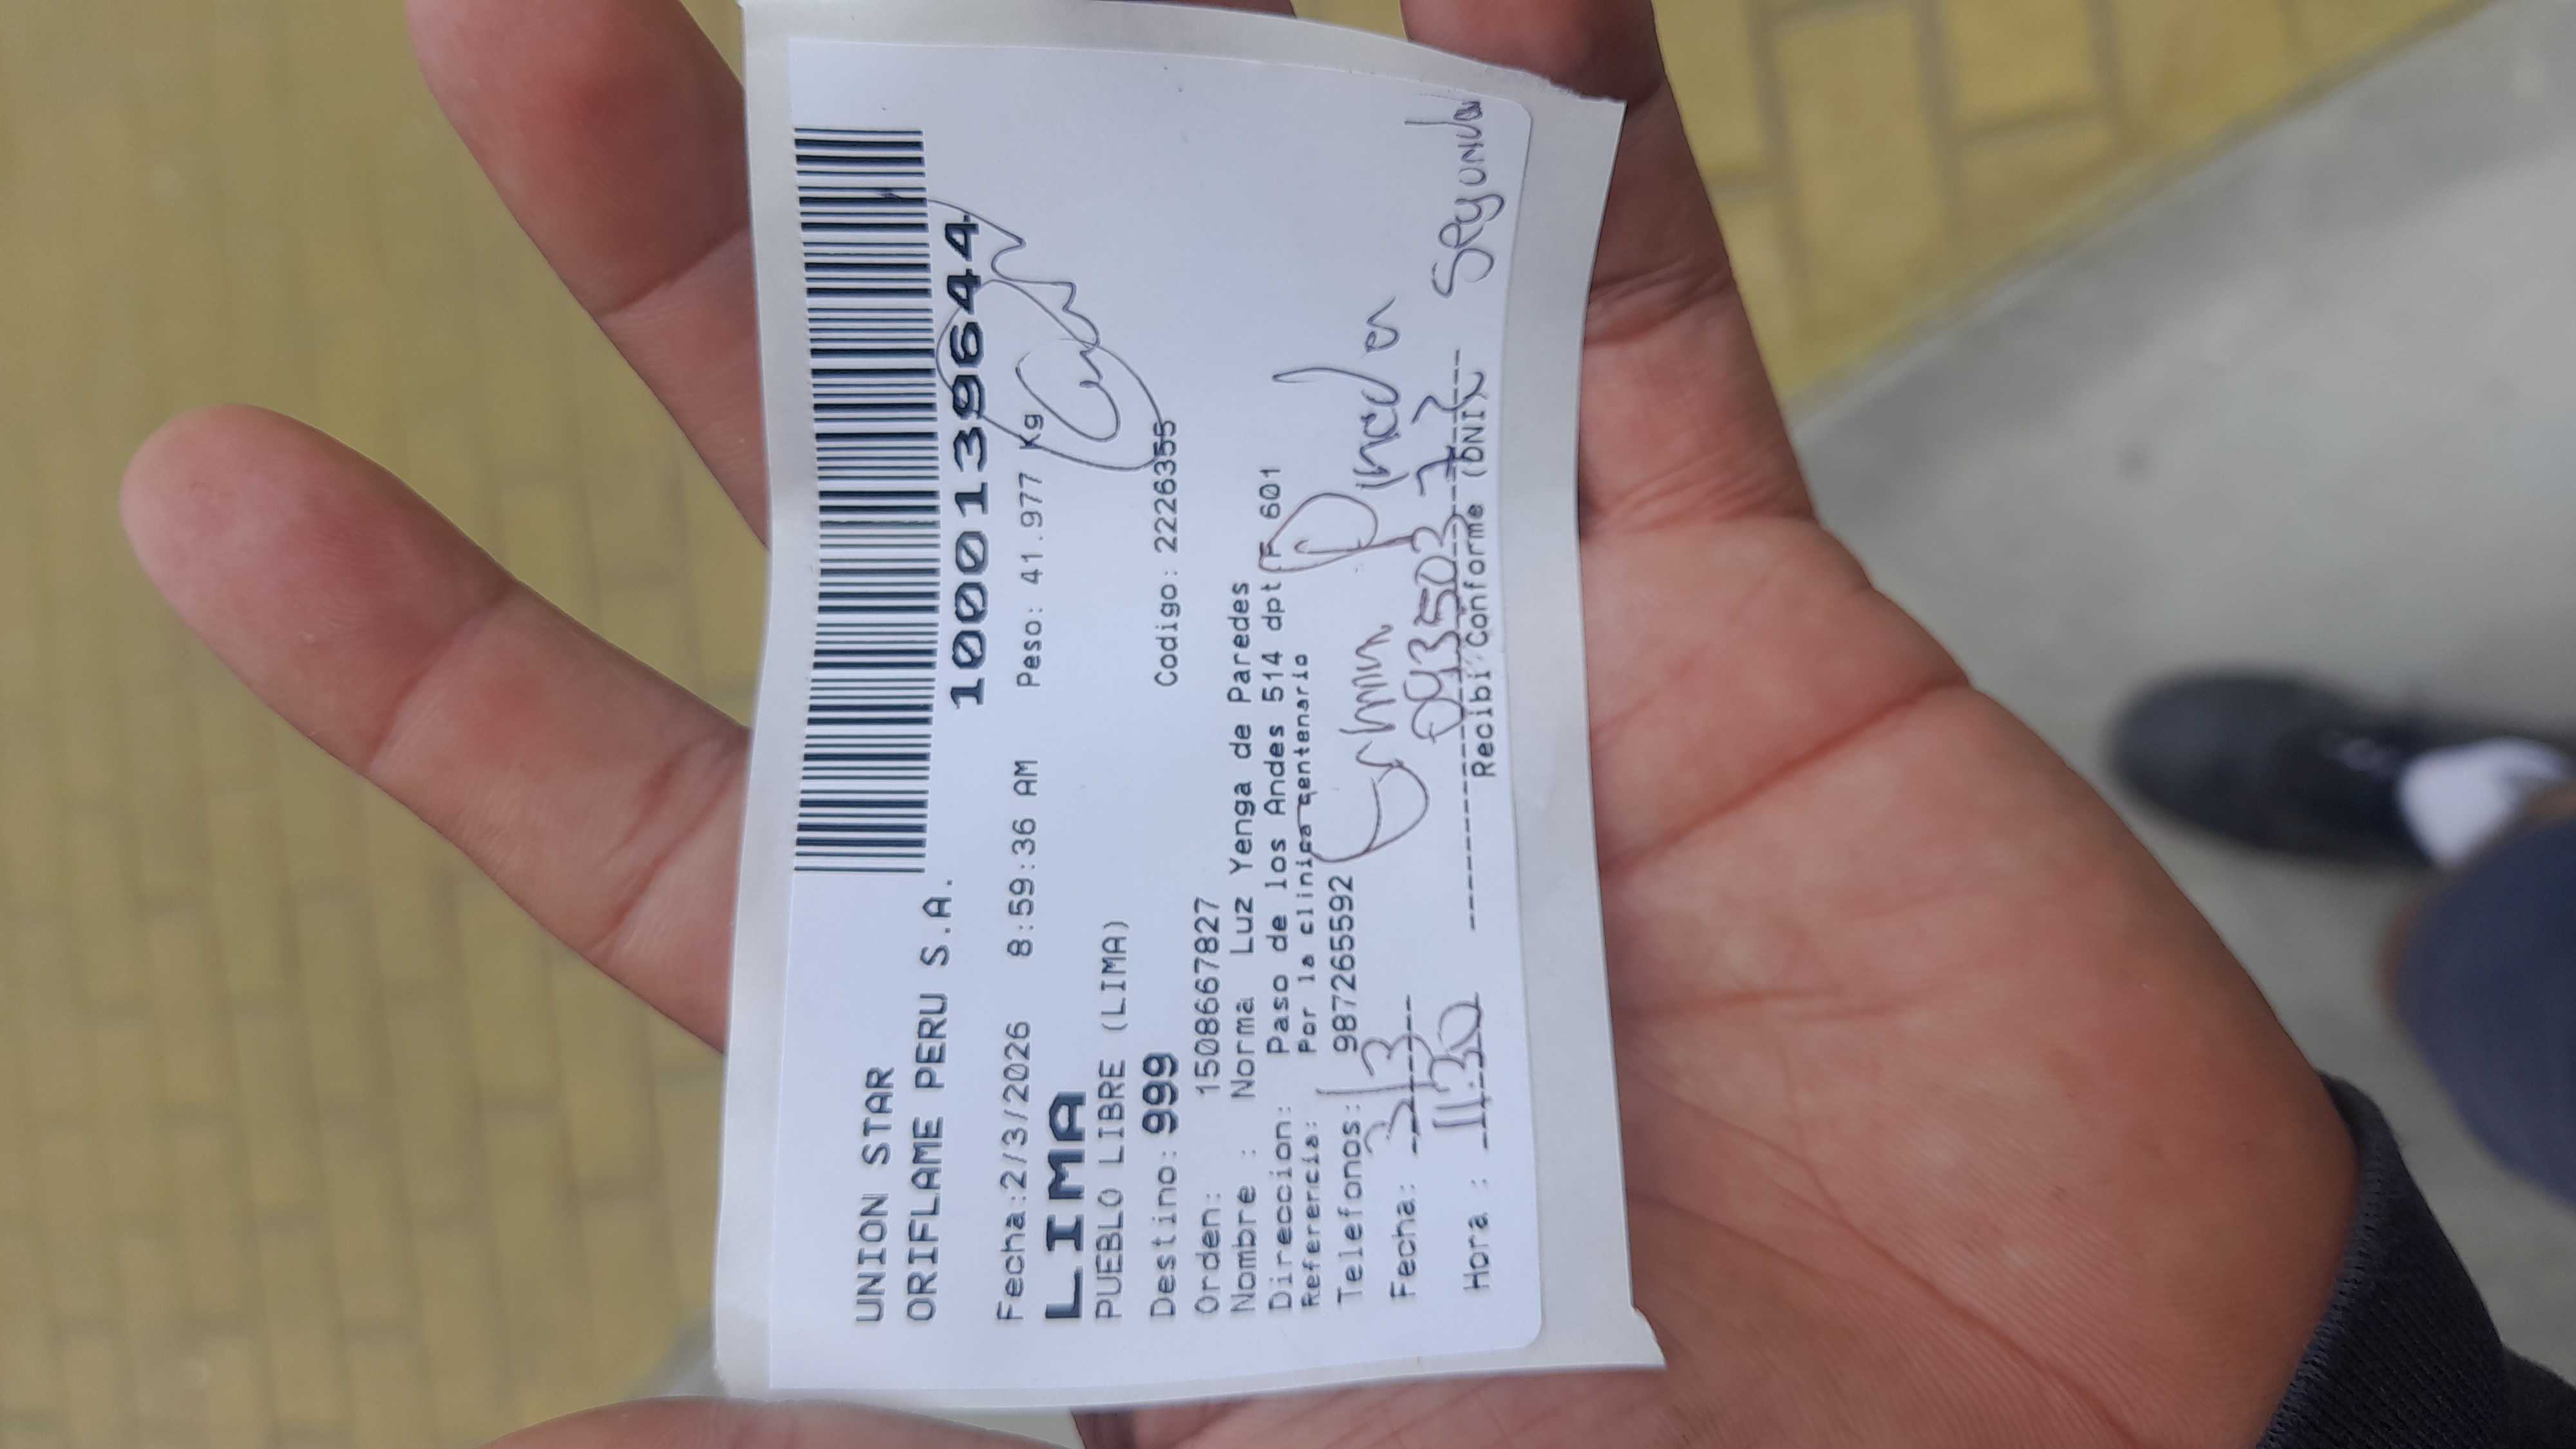 UNION STAR
ORIFLAME PERU S.A.
1000139644
Fecha:2/3/2026 8:59:36 AM Peso: 41.977 Kg
LIMA
PUEBLO LIBRE (LIMA)
Destino: 999 Codigo: 2226355
Orden: 1508667827
Nombre : Norma Luz Yenga de Paredes
Direccion: Paso de los Andes 514 dpt F 601
Referencia: Por la clinica centenario
Telefonos: 987265592
Pineda Segunda
Fecha: 3/3
Hora : 11:30
Recibi Conforme (DNI)